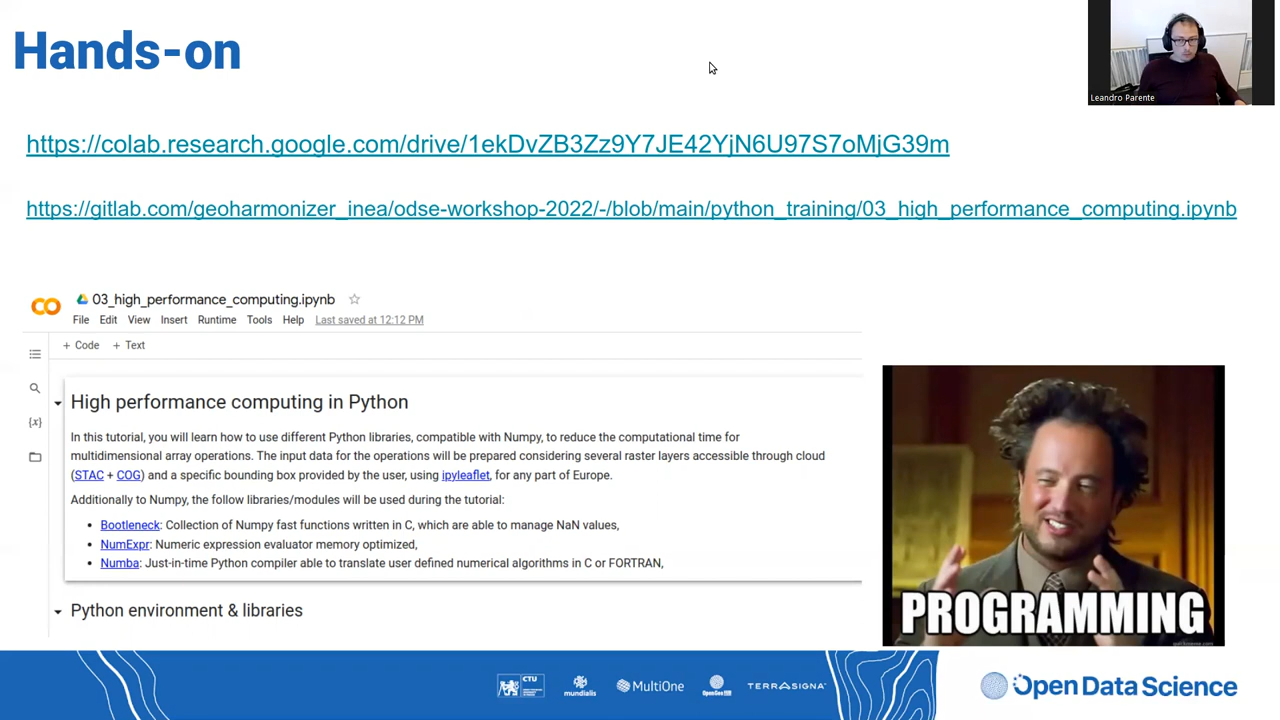 Hands-on
Leandro Parente
https://colab.research.google.com/drive/1ekDvZB3Zz9Y7JE42YjN6U97S7oMjG39m
https://gitlab.com/geoharmonizer_inea/odse-workshop-2022/-/blob/main/python_training/03_high_performance_computing.ipynb
03_high_performance_computing.ipynb
File Edit View Insert Runtime Tools Help Last saved at 12:12 PM
+ Code + Text
High performance computing in Python
In this tutorial, you will learn how to use different Python libraries, compatible with Numpy, to reduce the computational time for
multidimensional array operations. The input data for the operations will be prepared considering several raster layers accessible through cloud
(STAC + COG) and a specific bounding box provided by the user, using ipyleaflet, for any part of Europe.
Additionally to Numpy, the follow libraries/modules will be used during the tutorial:
• Bootleneck: Collection of Numpy fast functions written in C, which are able to manage NaN values,
• NumExpr: Numeric expression evaluator memory optimized,
• Numba: Just-in-time Python compiler able to translate user defined numerical algorithms in C or FORTRAN,
Python environment & libraries
{x}
PROGRAMMING
CTU
mundialis
MultiOne
OpenGeo
TERRASIGNA
Open Data Science